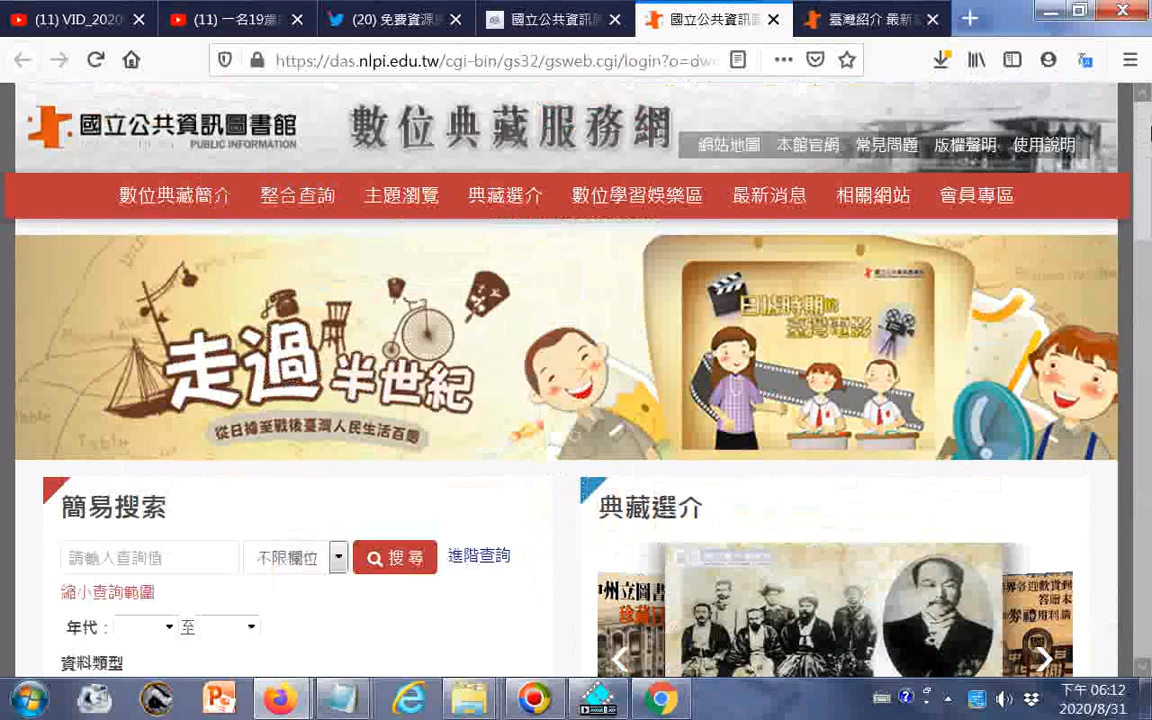 (11) VID_2020
(11) 一名19歲
(20) 免費資源
國立公共資訊
國立公共資訊
臺灣紹介 最新
https://das.nlpi.edu.tw/cgi-bin/gs32/gsweb.cgi/login?o=dw
國立公共資訊圖書館
PUBLIC INFORMATION
數位典藏服務網
網站地圖 本館官網 常見問題 版權聲明 使用說明
數位典藏簡介 整合查詢 主題瀏覽 典藏選介 數位學習娛樂區 最新消息 相關網站 會員專區
走過半世紀
從日據至戰後臺灣人民生活百圖
日據時期的
臺灣電影
簡易搜索
典藏選介
請輸入查詢值
不限欄位
搜尋
進階查詢
縮小查詢範圍
年代：
至
資料類型
州立圖書
下午 06:12
2020/8/31